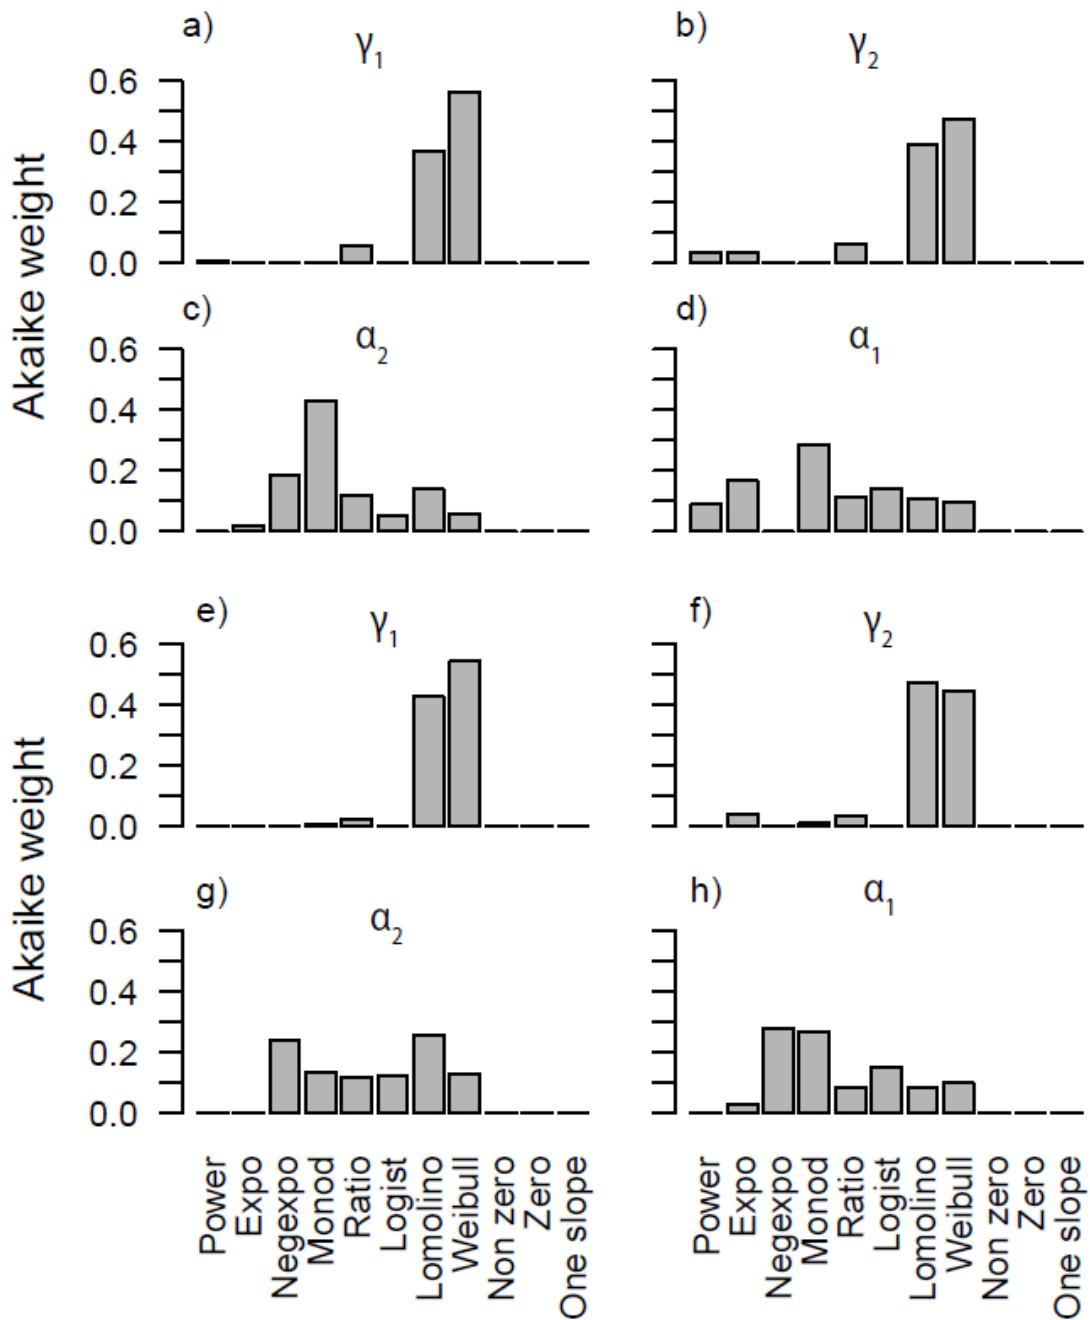 a)
γ1
b)
γ2
Akaike weight
0.6
0.4
0.2
0.0
c)
α2
d)
α1
0.6
0.4
0.2
0.0
e)
γ1
f)
γ2
Akaike weight
0.6
0.4
0.2
0.0
g)
α2
h)
α1
0.6
0.4
0.2
0.0
Power
Expo
Negexpo
Monod
Ratio
Logist
Lomolino
Weibull
Non zero
Zero
One slope
Power
Expo
Negexpo
Monod
Ratio
Logist
Lomolino
Weibull
Non zero
Zero
One slope